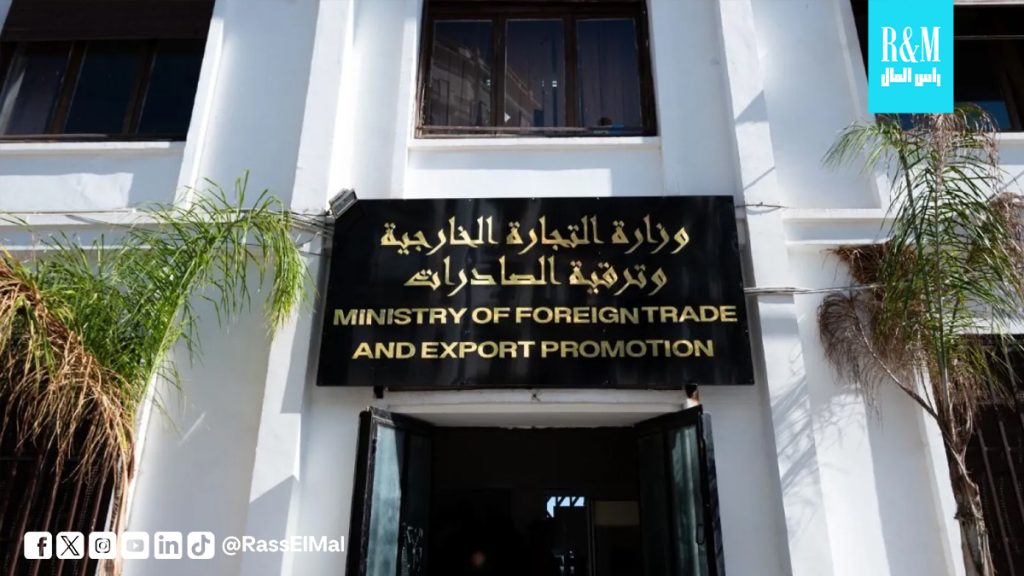 R&M
راس المال
وزارة التجارة الخارجية
وترقية الصادرات
MINISTRY OF FOREIGN TRADE
AND EXPORT PROMOTION
@RassElMal